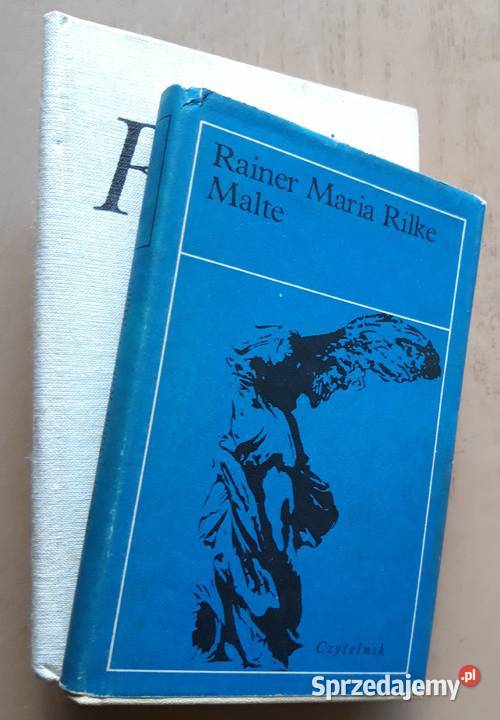 Rainer Maria Rilke
Malte
Czytelnik
Sprzedajemy.pl